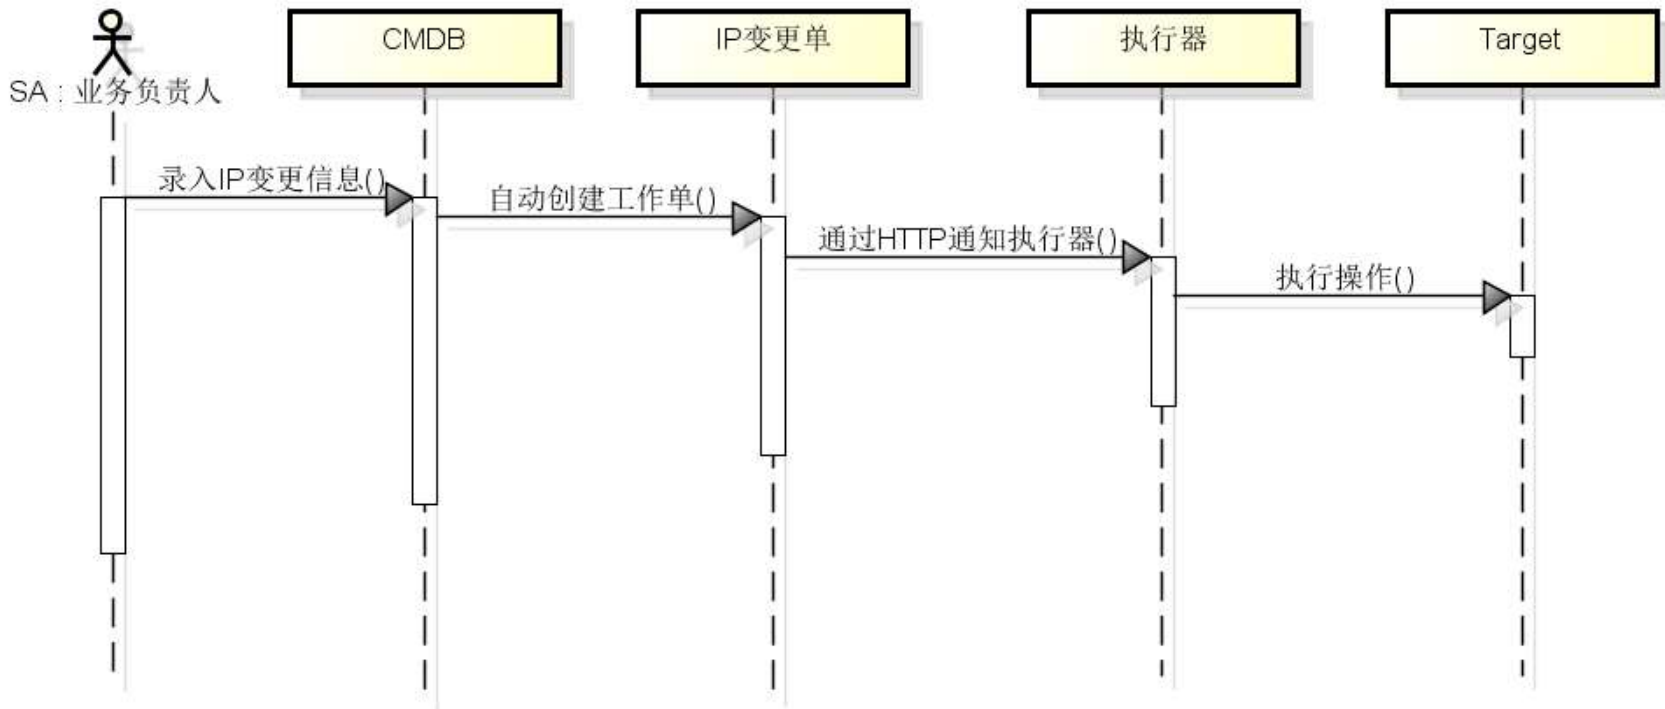 CMDB
IP变更单
执行器
Target
SA : 业务负责人
录入IP变更信息()
自动创建工作单()
通过HTTP通知执行器()
执行操作()